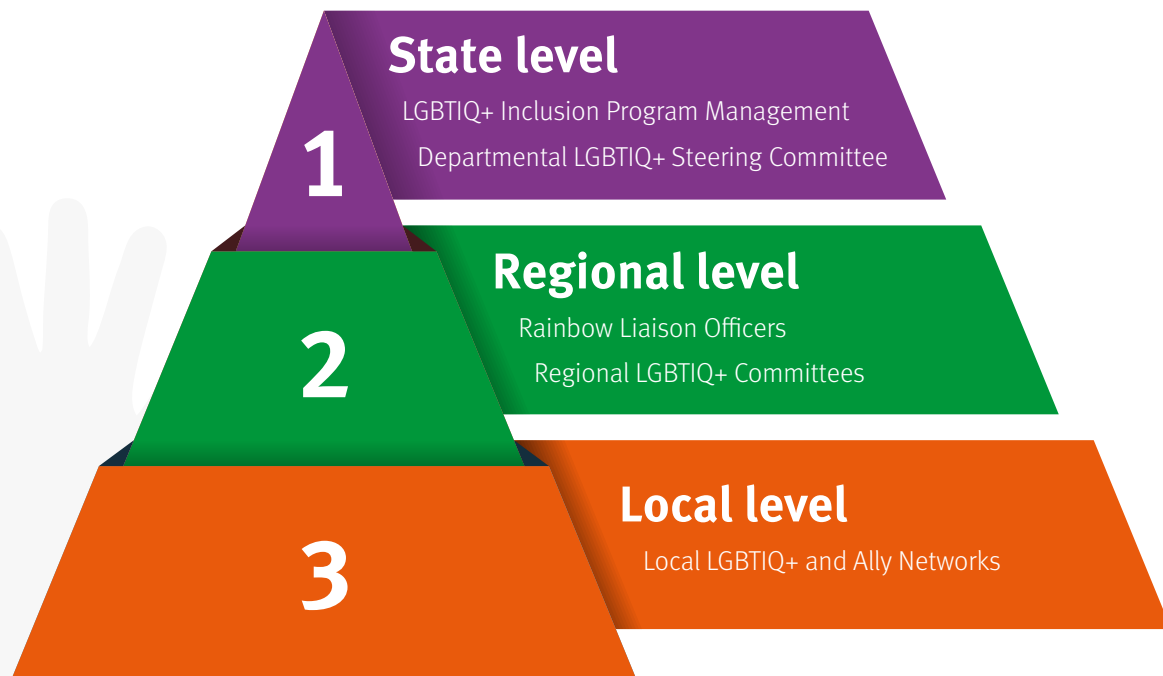 1
State level
LGBTIQ+ Inclusion Program Management
Departmental LGBTIQ+ Steering Committee
2
Regional level
Rainbow Liaison Officers
Regional LGBTIQ+ Committees
3
Local level
Local LGBTIQ+ and Ally Networks